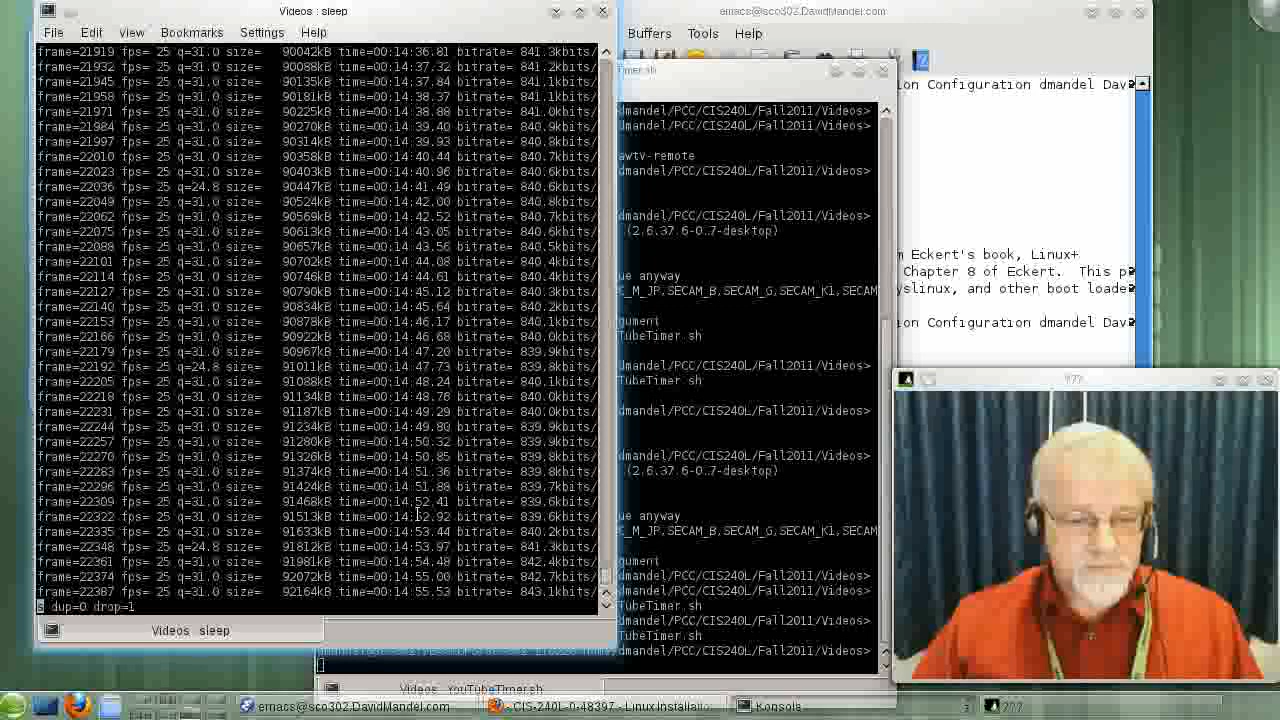 Videos : sleep
File Edit View Bookmarks Settings Help
frame=21919 fps= 25 q=31.0 size= 90042kB time=00:14:36.81 bitrate= 841.3kbits/
frame=21932 fps= 25 q=31.0 size= 90088kB time=00:14:37.32 bitrate= 841.2kbits/
frame=21945 fps= 25 q=31.0 size= 90135kB time=00:14:37.84 bitrate= 841.1kbits/
frame=21958 fps= 25 q=31.0 size= 90181kB time=00:14:38.37 bitrate= 841.1kbits/
frame=21971 fps= 25 q=31.0 size= 90225kB time=00:14:38.88 bitrate= 841.0kbits/
frame=21984 fps= 25 q=31.0 size= 90270kB time=00:14:39.40 bitrate= 840.9kbits/
frame=21997 fps= 25 q=31.0 size= 90314kB time=00:14:39.93 bitrate= 840.8kbits/
frame=22010 fps= 25 q=31.0 size= 90358kB time=00:14:40.44 bitrate= 840.7kbits/
frame=22023 fps= 25 q=31.0 size= 90403kB time=00:14:40.96 bitrate= 840.6kbits/
frame=22036 fps= 25 q=24.8 size= 90447kB time=00:14:41.49 bitrate= 840.6kbits/
frame=22049 fps= 25 q=31.0 size= 90524kB time=00:14:42.00 bitrate= 840.8kbits/
frame=22062 fps= 25 q=31.0 size= 90569kB time=00:14:42.52 bitrate= 840.7kbits/
frame=22075 fps= 25 q=31.0 size= 90613kB time=00:14:43.05 bitrate= 840.6kbits/
frame=22088 fps= 25 q=31.0 size= 90657kB time=00:14:43.56 bitrate= 840.5kbits/
frame=22101 fps= 25 q=31.0 size= 90702kB time=00:14:44.08 bitrate= 840.4kbits/
frame=22114 fps= 25 q=31.0 size= 90746kB time=00:14:44.61 bitrate= 840.4kbits/
frame=22127 fps= 25 q=31.0 size= 90790kB time=00:14:45.12 bitrate= 840.3kbits/
frame=22140 fps= 25 q=31.0 size= 90834kB time=00:14:45.64 bitrate= 840.2kbits/
frame=22153 fps= 25 q=31.0 size= 90878kB time=00:14:46.17 bitrate= 840.1kbits/
frame=22166 fps= 25 q=31.0 size= 90922kB time=00:14:46.68 bitrate= 840.0kbits/
frame=22179 fps= 25 q=31.0 size= 90967kB time=00:14:47.20 bitrate= 839.9kbits/
frame=22192 fps= 25 q=24.8 size= 91011kB time=00:14:47.73 bitrate= 839.8kbits/
frame=22205 fps= 25 q=31.0 size= 91088kB time=00:14:48.24 bitrate= 840.1kbits/
frame=22218 fps= 25 q=31.0 size= 91134kB time=00:14:48.76 bitrate= 840.0kbits/
frame=22231 fps= 25 q=31.0 size= 91187kB time=00:14:49.29 bitrate= 840.0kbits/
frame=22244 fps= 25 q=31.0 size= 91234kB time=00:14:49.80 bitrate= 839.9kbits/
frame=22257 fps= 25 q=31.0 size= 91280kB time=00:14:50.32 bitrate= 839.8kbits/
frame=22270 fps= 25 q=31.0 size= 91326kB time=00:14:50.85 bitrate= 839.8kbits/
frame=22283 fps= 25 q=31.0 size= 91374kB time=00:14:51.36 bitrate= 839.8kbits/
frame=22296 fps= 25 q=31.0 size= 91424kB time=00:14:51.88 bitrate= 839.7kbits/
frame=22309 fps= 25 q=31.0 size= 91468kB time=00:14:52.41 bitrate= 839.6kbits/
frame=22322 fps= 25 q=31.0 size= 91513kB time=00:14:52.92 bitrate= 839.6kbits/
frame=22335 fps= 25 q=31.0 size= 91633kB time=00:14:53.44 bitrate= 840.2kbits/
frame=22348 fps= 25 q=24.8 size= 91812kB time=00:14:53.97 bitrate= 841.3kbits/
frame=22361 fps= 25 q=31.0 size= 91981kB time=00:14:54.48 bitrate= 842.4kbits/
frame=22374 fps= 25 q=31.0 size= 92072kB time=00:14:55.00 bitrate= 842.7kbits/
frame=22387 fps= 25 q=31.0 size= 92164kB time=00:14:55.53 bitrate= 843.1kbits/
s dup=0 drop=1
Videos : sleep
imer.sh
dmandel/PCC/CIS240L/Fall2011/Videos>
dmandel/PCC/CIS240L/Fall2011/Videos>
awtv-remote
dmandel/PCC/CIS240L/Fall2011/Videos>
dmandel/PCC/CIS240L/Fall2011/Videos>
(2.6.37.6-0.7-desktop)
ue anyway
C_M_JP,SECAM_B,SECAM_G,SECAM_K1,SECAM
gument
TubeTimer.sh
dmandel/PCC/CIS240L/Fall2011/Videos>
TubeTimer.sh
dmandel/PCC/CIS240L/Fall2011/Videos>
dmandel/PCC/CIS240L/Fall2011/Videos>
(2.6.37.6-0.7-desktop)
ue anyway
C_M_JP,SECAM_B,SECAM_G,SECAM_K1,SECAM
gument
dmandel/PCC/CIS240L/Fall2011/Videos>
dmandel/PCC/CIS240L/Fall2011/Videos>
TubeTimer.sh
dmandel/PCC/CIS240L/Fall2011/Videos>
TubeTimer.sh
dmandel/PCC/CIS240L/Fall2011/Videos>
Videos : YouTubeTimer.sh
emacs@sco302.DavidMandel.com
Buffers Tools Help
ion Configuration dmandel Dav
m Eckert's book, Linux+
Chapter 8 of Eckert. This p
yslinux, and other boot loade
ion Configuration dmandel Dav
???
emacs@sco302.DavidMandel.com
- CIS-240L-0-48397 - Linux Installatio
Konsole
3
???